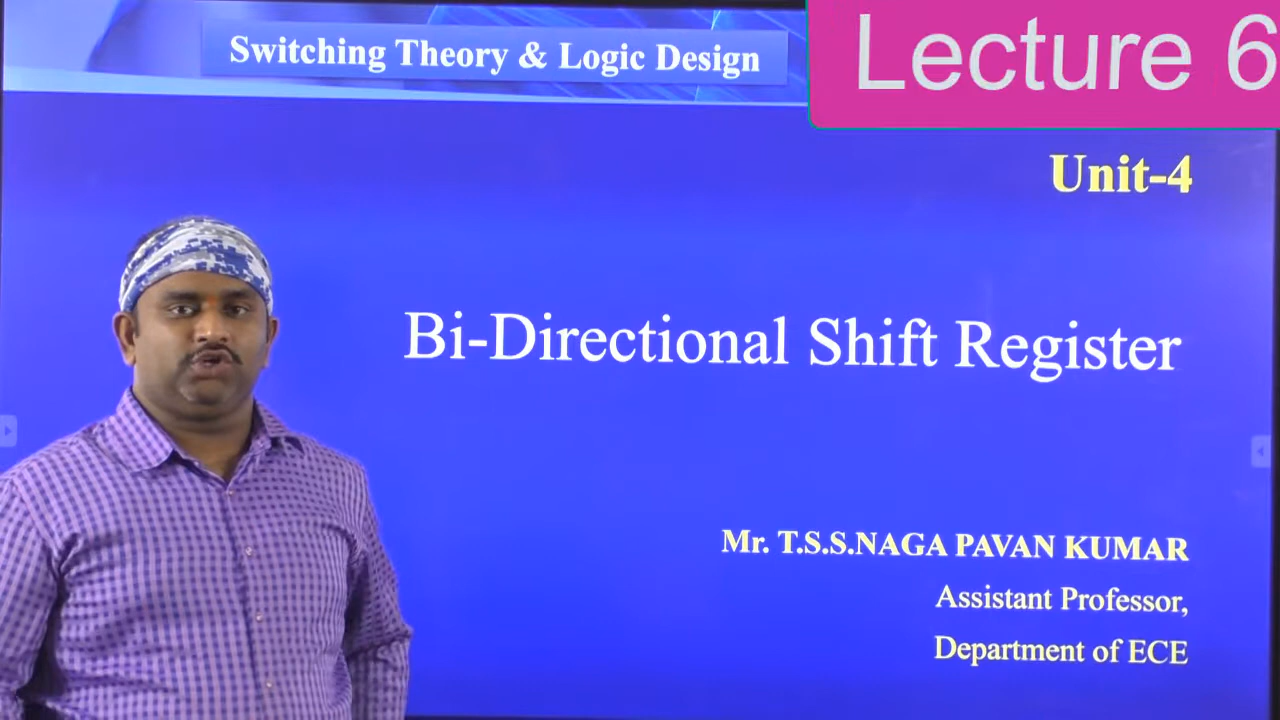 Switching Theory & Logic Design
Lecture 6
Unit-4
Bi-Directional Shift Register
Mr. T.S.S.NAGA PAVAN KUMAR
Assistant Professor,
Department of ECE